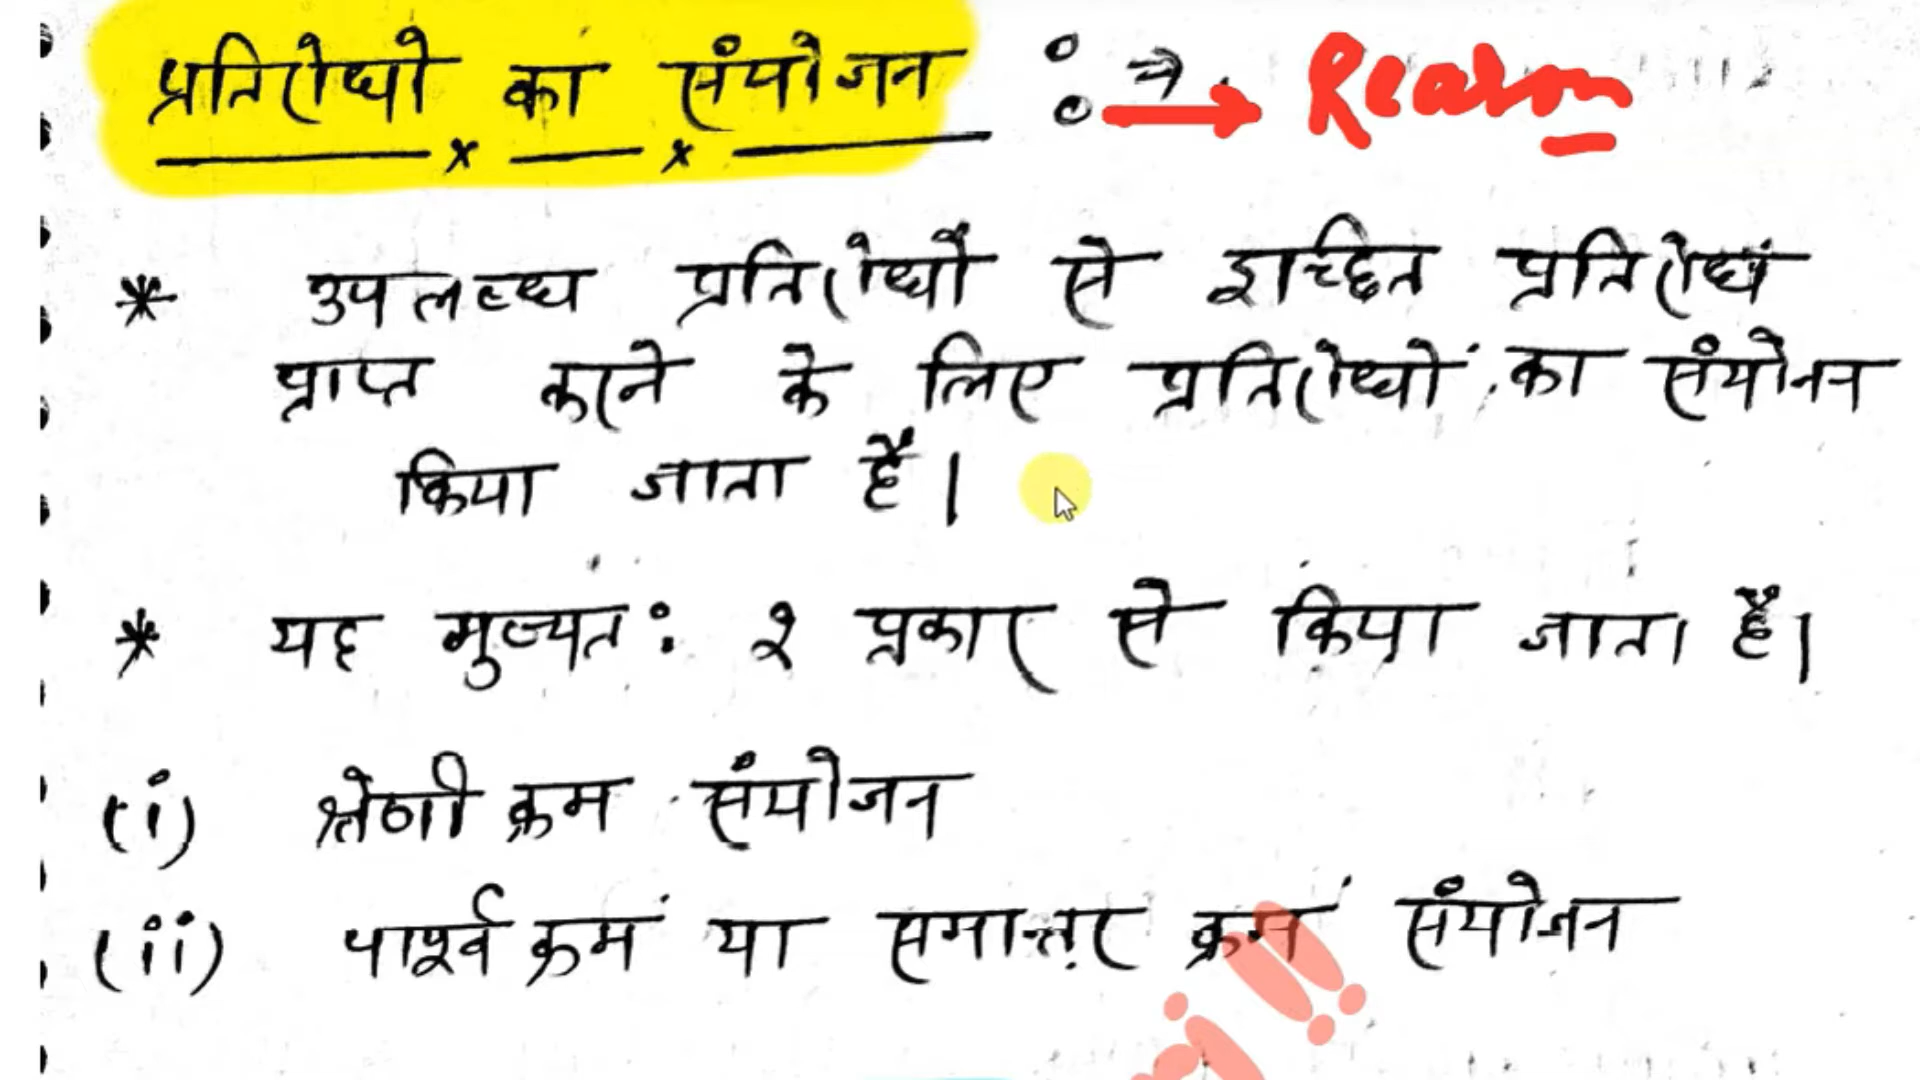 प्रतिरोधो का संयोजन : → Reason
* उपलब्ध प्रतिरोधों से इच्छित प्रतिरोध
प्राप्त करने के लिए प्रतिरोधों का संयोजन
किया जाता है।
* यह मुख्यतः २ प्रकार से किया जाता है।
(i) श्रेणी क्रम संयोजन
(ii) पार्श्व क्रम या समान्तर क्रम संयोजन